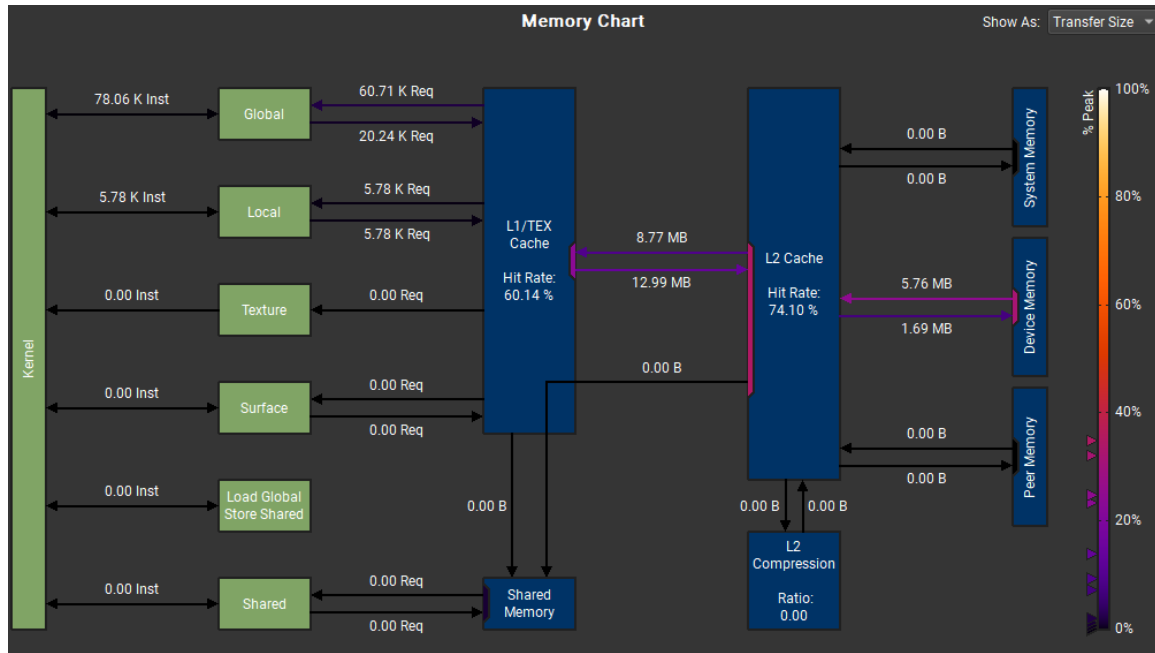 Memory Chart
Show As: Transfer Size
Kernel
78.06 K Inst
Global
60.71 K Req
20.24 K Req
5.78 K Inst
Local
5.78 K Req
5.78 K Req
0.00 Inst
Texture
0.00 Req
0.00 Inst
Surface
0.00 Req
0.00 Req
0.00 Inst
Load Global
Store Shared
0.00 Inst
Shared
0.00 Req
0.00 Req
L1/TEX
Cache
Hit Rate:
60.14 %
0.00 B
Shared
Memory
8.77 MB
12.99 MB
0.00 B
L2 Cache
Hit Rate:
74.10 %
0.00 B
0.00 B
L2
Compression
Ratio:
0.00
0.00 B
0.00 B
System Memory
5.76 MB
1.69 MB
Device Memory
0.00 B
0.00 B
Peer Memory
% Peak
100%
80%
60%
40%
20%
0%